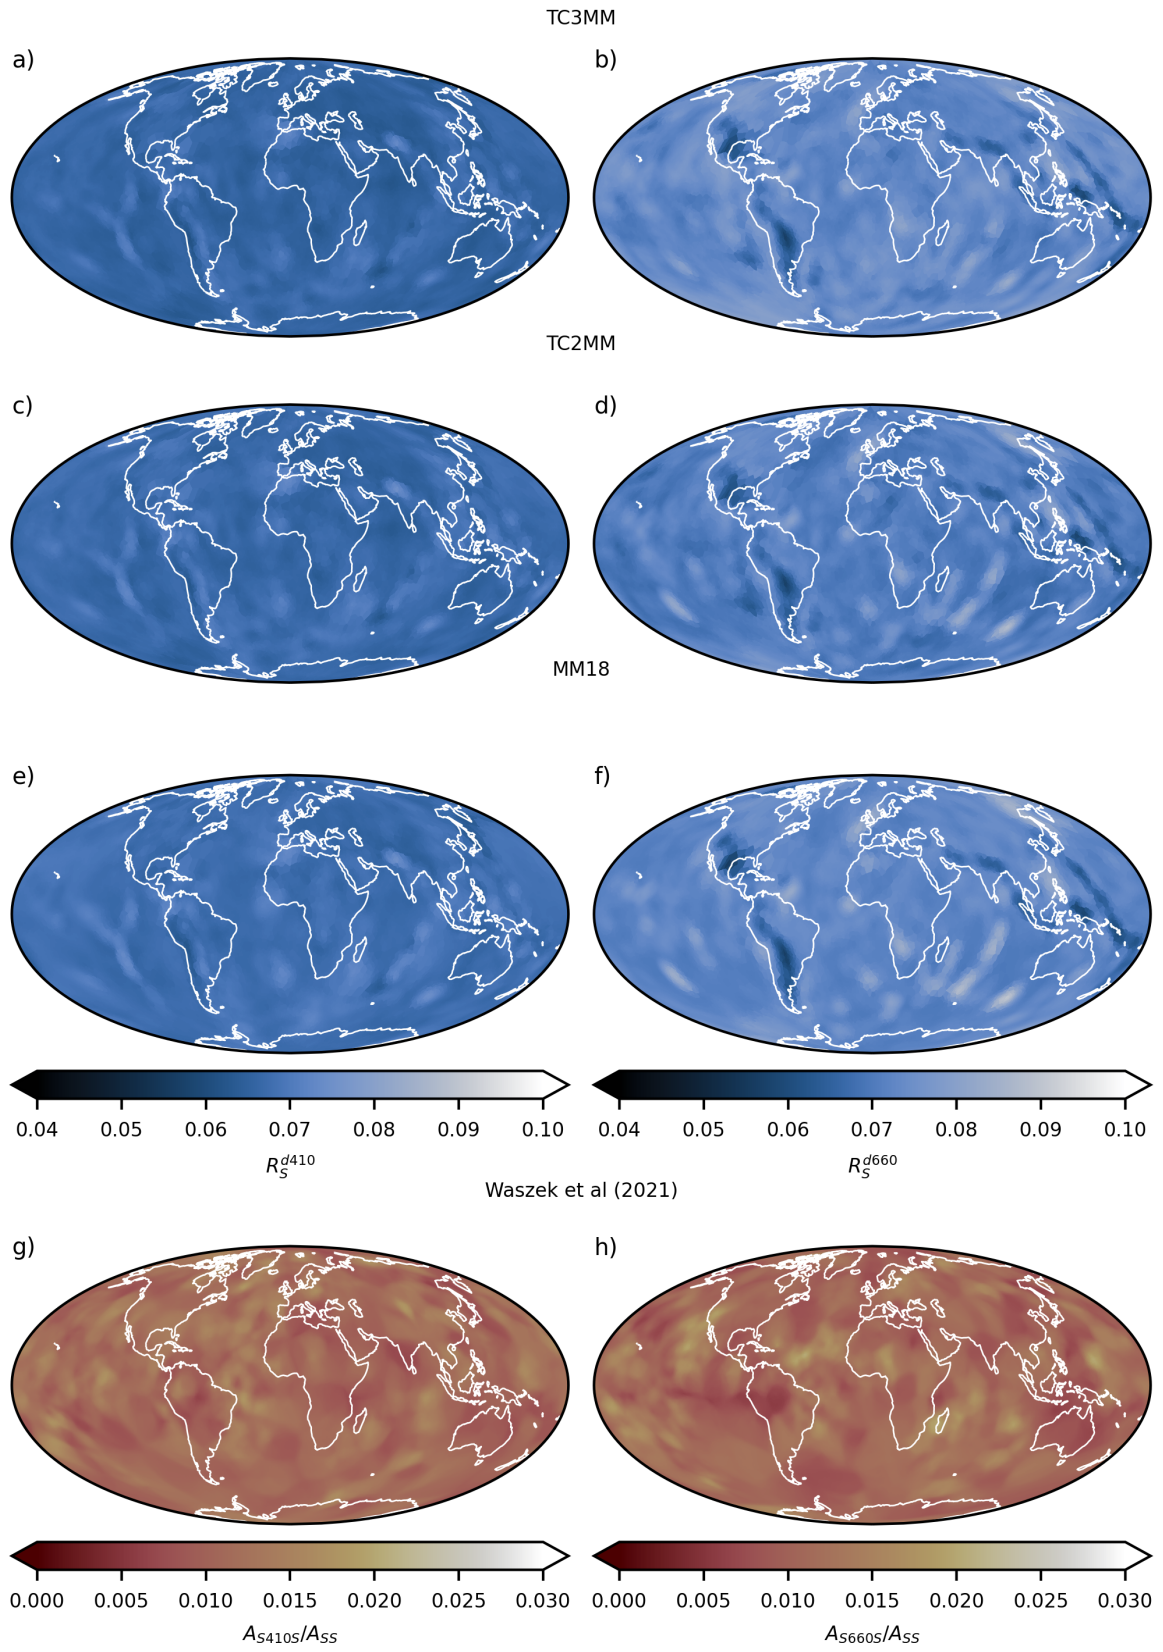 TC3MM
a) b)
TC2MM
c) d)
MM18
e) f)
0.04 0.05 0.06 0.07 0.08 0.09 0.10 0.04 0.05 0.06 0.07 0.08 0.09 0.10
R_S^{d410} R_S^{d660}
Waszek et al (2021)
g) h)
0.000 0.005 0.010 0.015 0.020 0.025 0.030 0.000 0.005 0.010 0.015 0.020 0.025 0.030
A_{S410S}/A_{SS} A_{S660S}/A_{SS}